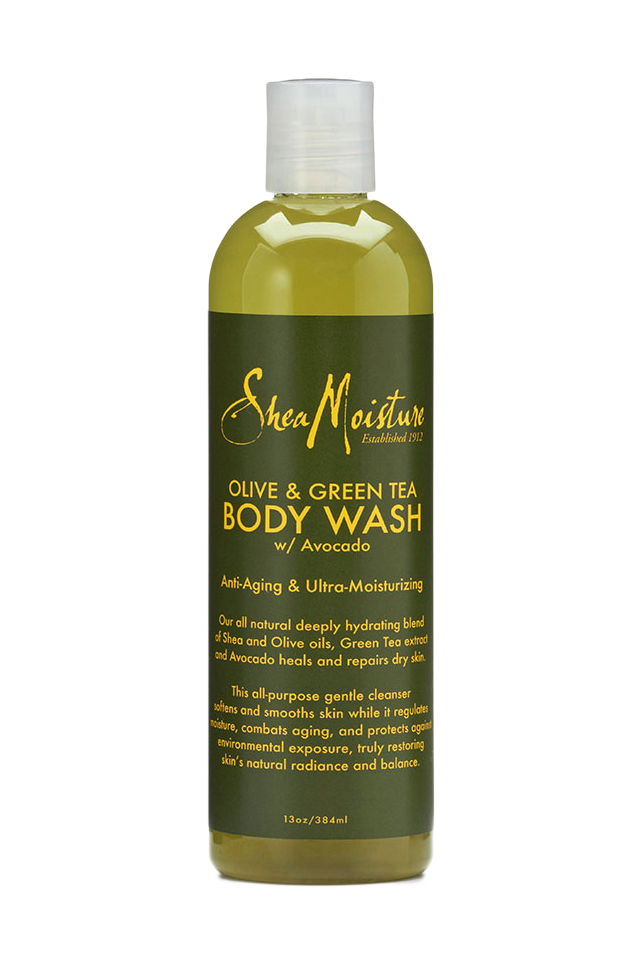 SheaMoisture
Established 1912
OLIVE & GREEN TEA
BODY WASH
w/ Avocado
Anti-Aging & Ultra-Moisturizing
Our all natural deeply hydrating blend
of Shea and Olive oils, Green Tea extract
and Avocado heals and repairs dry skin.
This all-purpose gentle cleanser
softens and smooths skin while it regulates
moisture, combats aging, and protects against
environmental exposure, truly restoring
skin's natural radiance and balance.
13oz/384ml